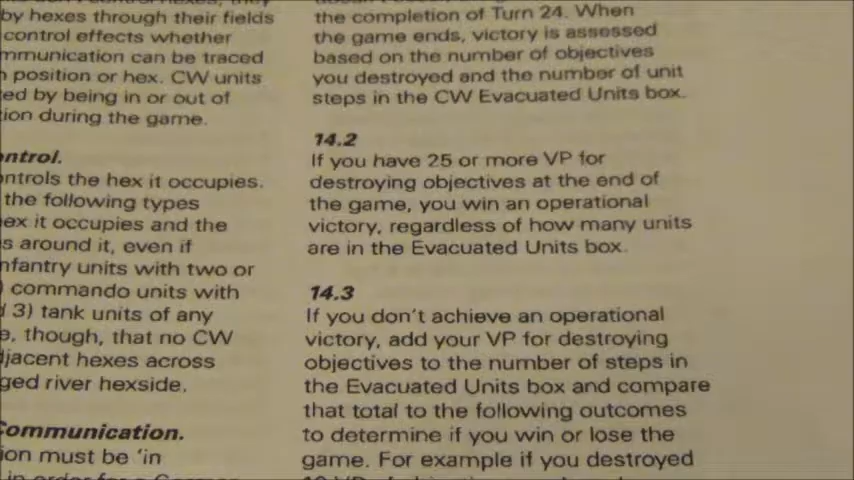 by hexes through their fields
control effects whether
mmunication can be traced
position or hex. CW units
ed by being in or out of
ion during the game.
ontrol.
ontrols the hex it occupies.
the following types
ex it occupies and the
s around it, even if
nfantry units with two or
commando units with
3) tank units of any
e, though, that no CW
djacent hexes across
ged river hexside.
Communication.
ion must be 'in
the completion of Turn 24. When
the game ends, victory is assessed
based on the number of objectives
you destroyed and the number of unit
steps in the CW Evacuated Units box.
14.2
If you have 25 or more VP for
destroying objectives at the end of
the game, you win an operational
victory, regardless of how many units
are in the Evacuated Units box.
14.3
If you don't achieve an operational
victory, add your VP for destroying
objectives to the number of steps in
the Evacuated Units box and compare
that total to the following outcomes
to determine if you win or lose the
game. For example if you destroyed